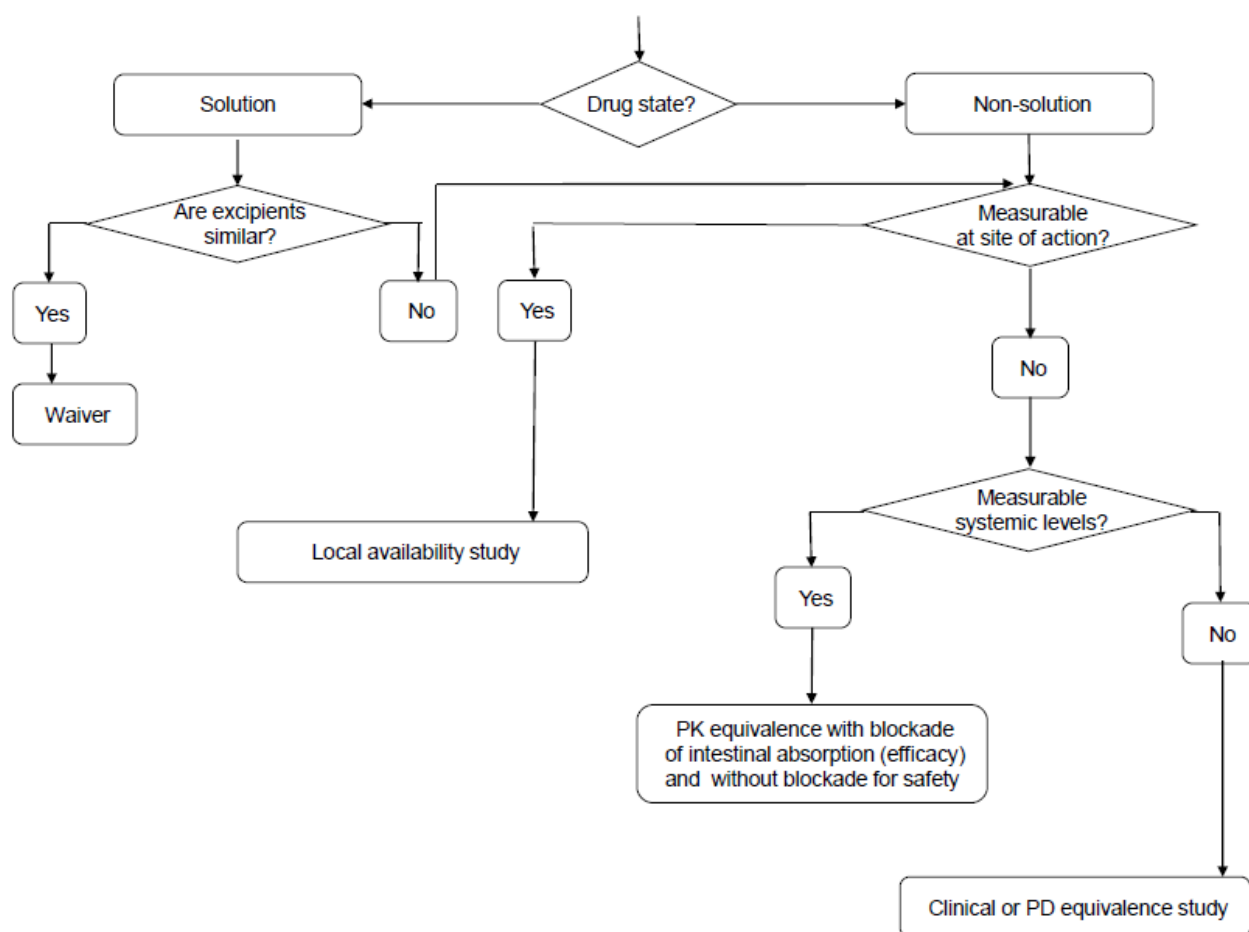 Solution
Drug state?
Non-solution
Are excipients
similar?
Measurable
at site of action?
Yes
No
Yes
No
Waiver
Measurable
systemic levels?
Local availability study
Yes
No
PK equivalence with blockade
of intestinal absorption (efficacy)
and without blockade for safety
Clinical or PD equivalence study